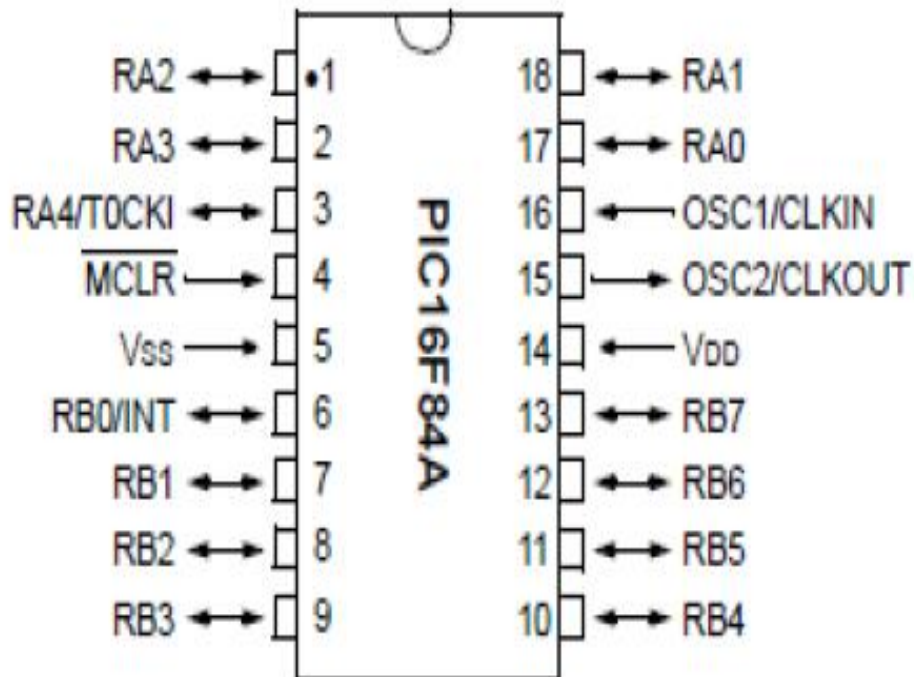 RA2 1 18 RA1
RA3 2 17 RA0
RA4/T0CKI 3 16 OSC1/CLKIN
MCLR 4 15 OSC2/CLKOUT
VSS 5 14 VDD
RB0/INT 6 13 RB7
RB1 7 12 RB6
RB2 8 11 RB5
RB3 9 10 RB4
PIC16F84A